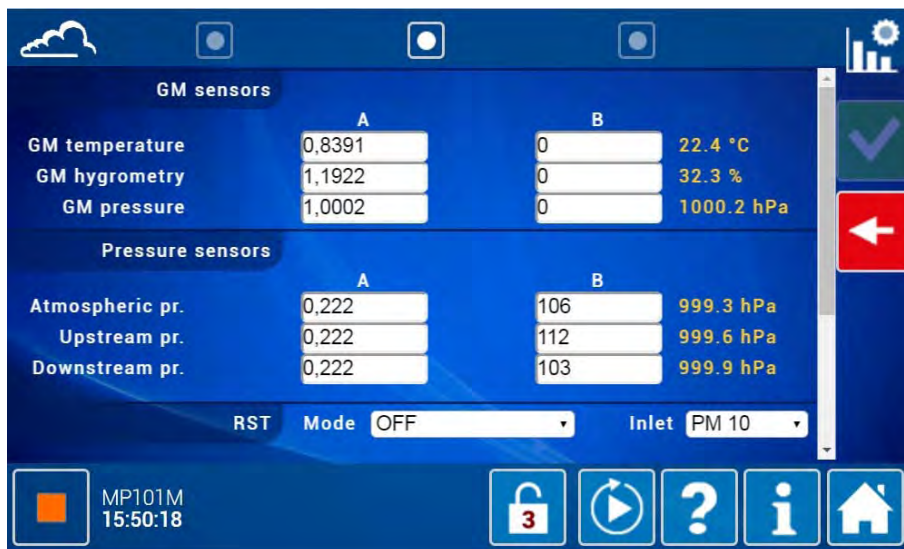 GM sensors
A B
GM temperature 0,8391 0 22.4 °C
GM hygrometry 1,1922 0 32.3 %
GM pressure 1,0002 0 1000.2 hPa
Pressure sensors
A B
Atmospheric pr. 0,222 106 999.3 hPa
Upstream pr. 0,222 112 999.6 hPa
Downstream pr. 0,222 103 999.9 hPa
RST Mode OFF Inlet PM 10
MP101M
15:50:18
3 ? i